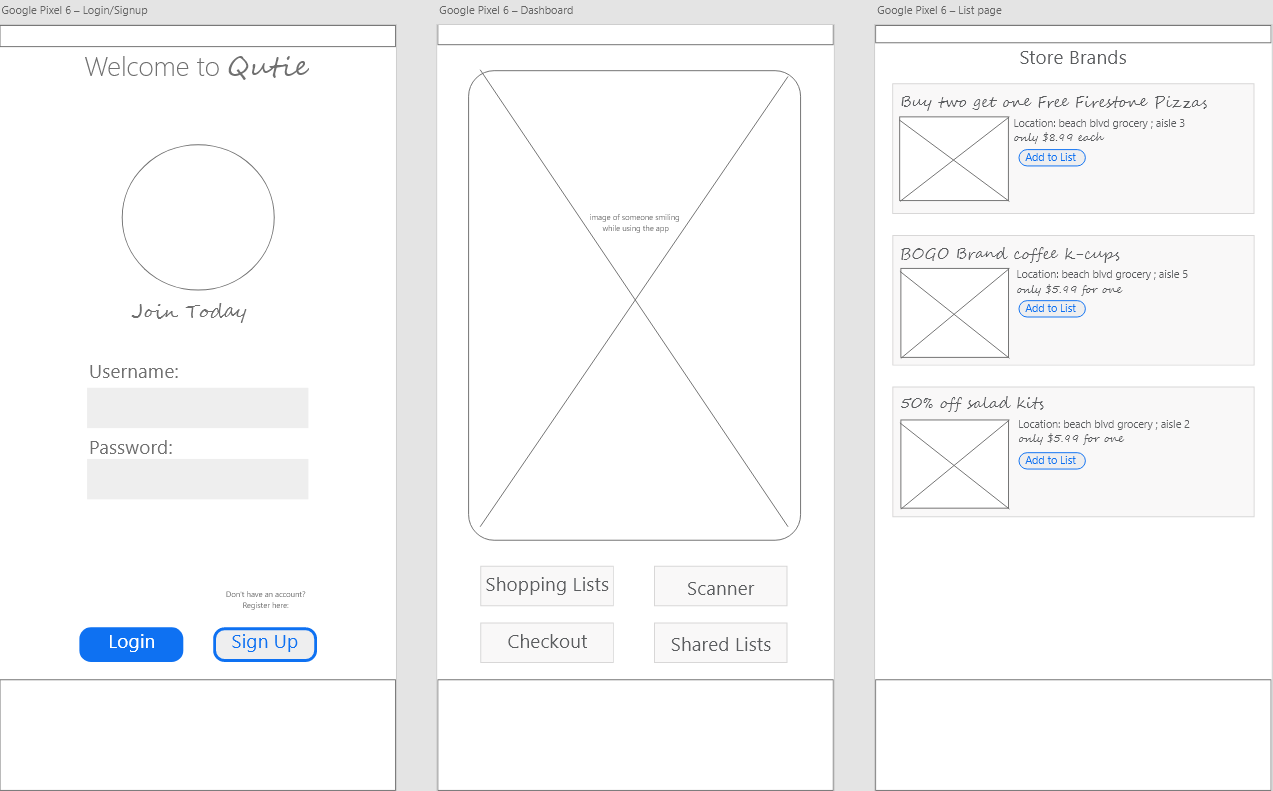 Google Pixel 6 – Login/Signup
Welcome to Qutie
Join Today
Username:
Password:
Don't have an account?
Register here:
Login
Sign Up
Google Pixel 6 – Dashboard
image of someone smiling
while using the app
Shopping Lists
Scanner
Checkout
Shared Lists
Google Pixel 6 – List page
Store Brands
Buy two get one Free Firestone Pizzas
Location: beach blvd grocery ; aisle 3
only $8.99 each
Add to List
BOGO Brand coffee k-cups
Location: beach blvd grocery ; aisle 5
only $5.99 for one
Add to List
50% off salad kits
Location: beach blvd grocery ; aisle 2
only $5.99 for one
Add to List